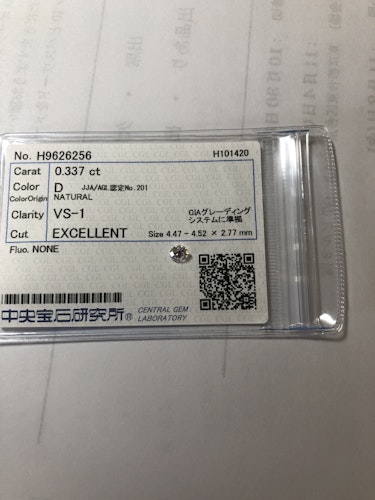 No. H9626256 H101420
Carat 0.337 ct
Color D JJA/AGL認定No.201
ColorOrigin NATURAL
Clarity VS-1 GIAグレーディング
システムに準拠
Cut EXCELLENT Size 4.47 - 4.52 × 2.77 mm
Fluo. NONE
中央宝石研究所® CENTRAL GEM
LABORATORY